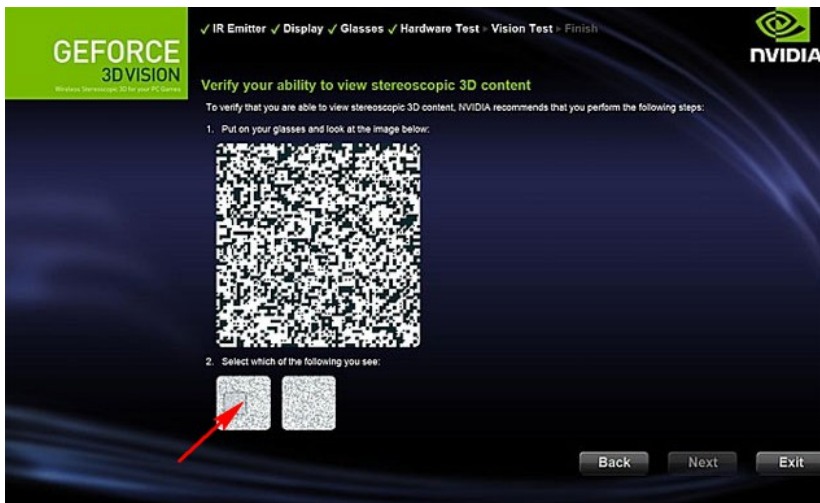 ✓ IR Emitter ✓ Display ✓ Glasses ✓ Hardware Test ▸ Vision Test ▸ Finish
GEFORCE
3D VISION
Wireless Stereoscopic 3D for your PC Games
NVIDIA
Verify your ability to view stereoscopic 3D content
To verify that you are able to view stereoscopic 3D content, NVIDIA recommends that you perform the following steps:
1. Put on your glasses and look at the image below:
2. Select which of the following you see:
Back Next Exit